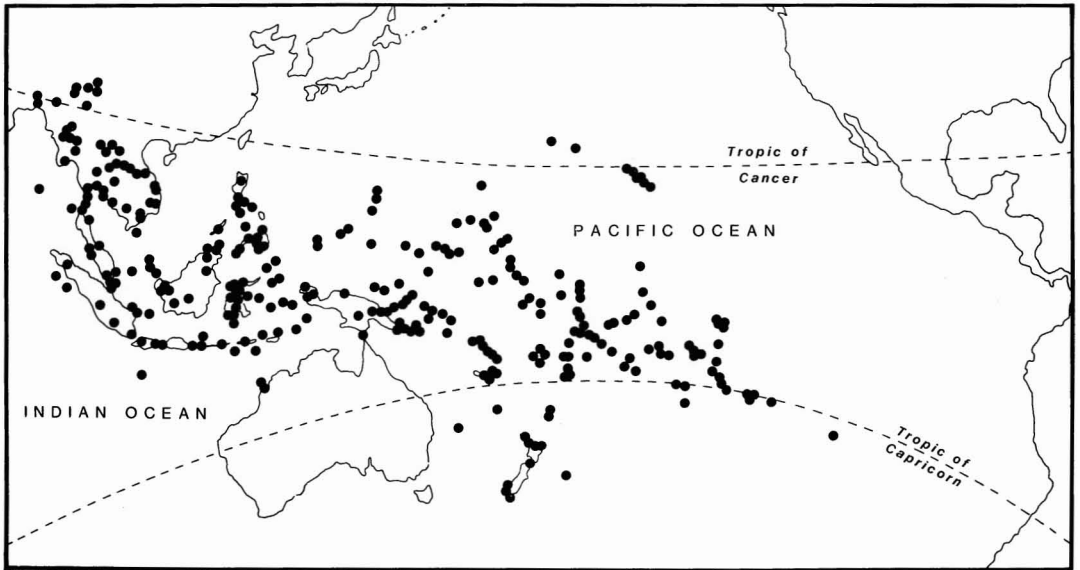 Tropic of
Cancer
PACIFIC OCEAN
INDIAN OCEAN
Tropic of
Capricorn